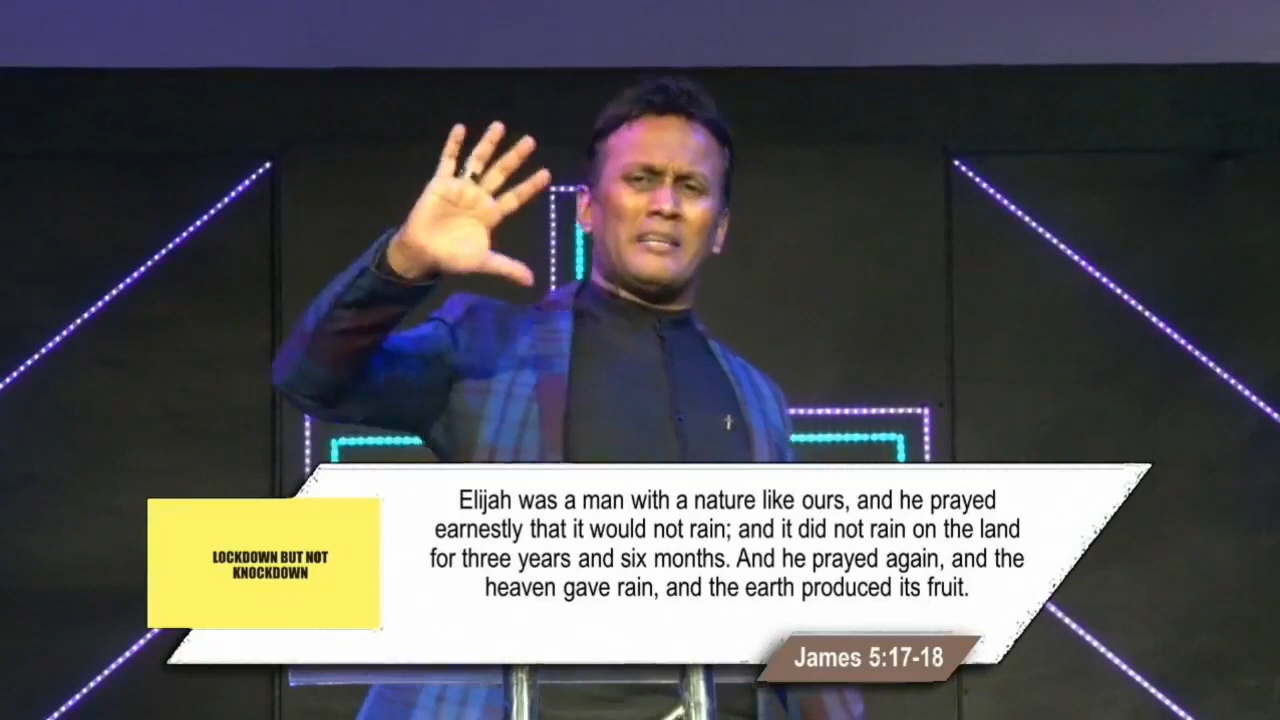 LOCKDOWN BUT NOT
KNOCKDOWN
Elijah was a man with a nature like ours, and he prayed
earnestly that it would not rain; and it did not rain on the land
for three years and six months. And he prayed again, and the
heaven gave rain, and the earth produced its fruit.
James 5:17-18